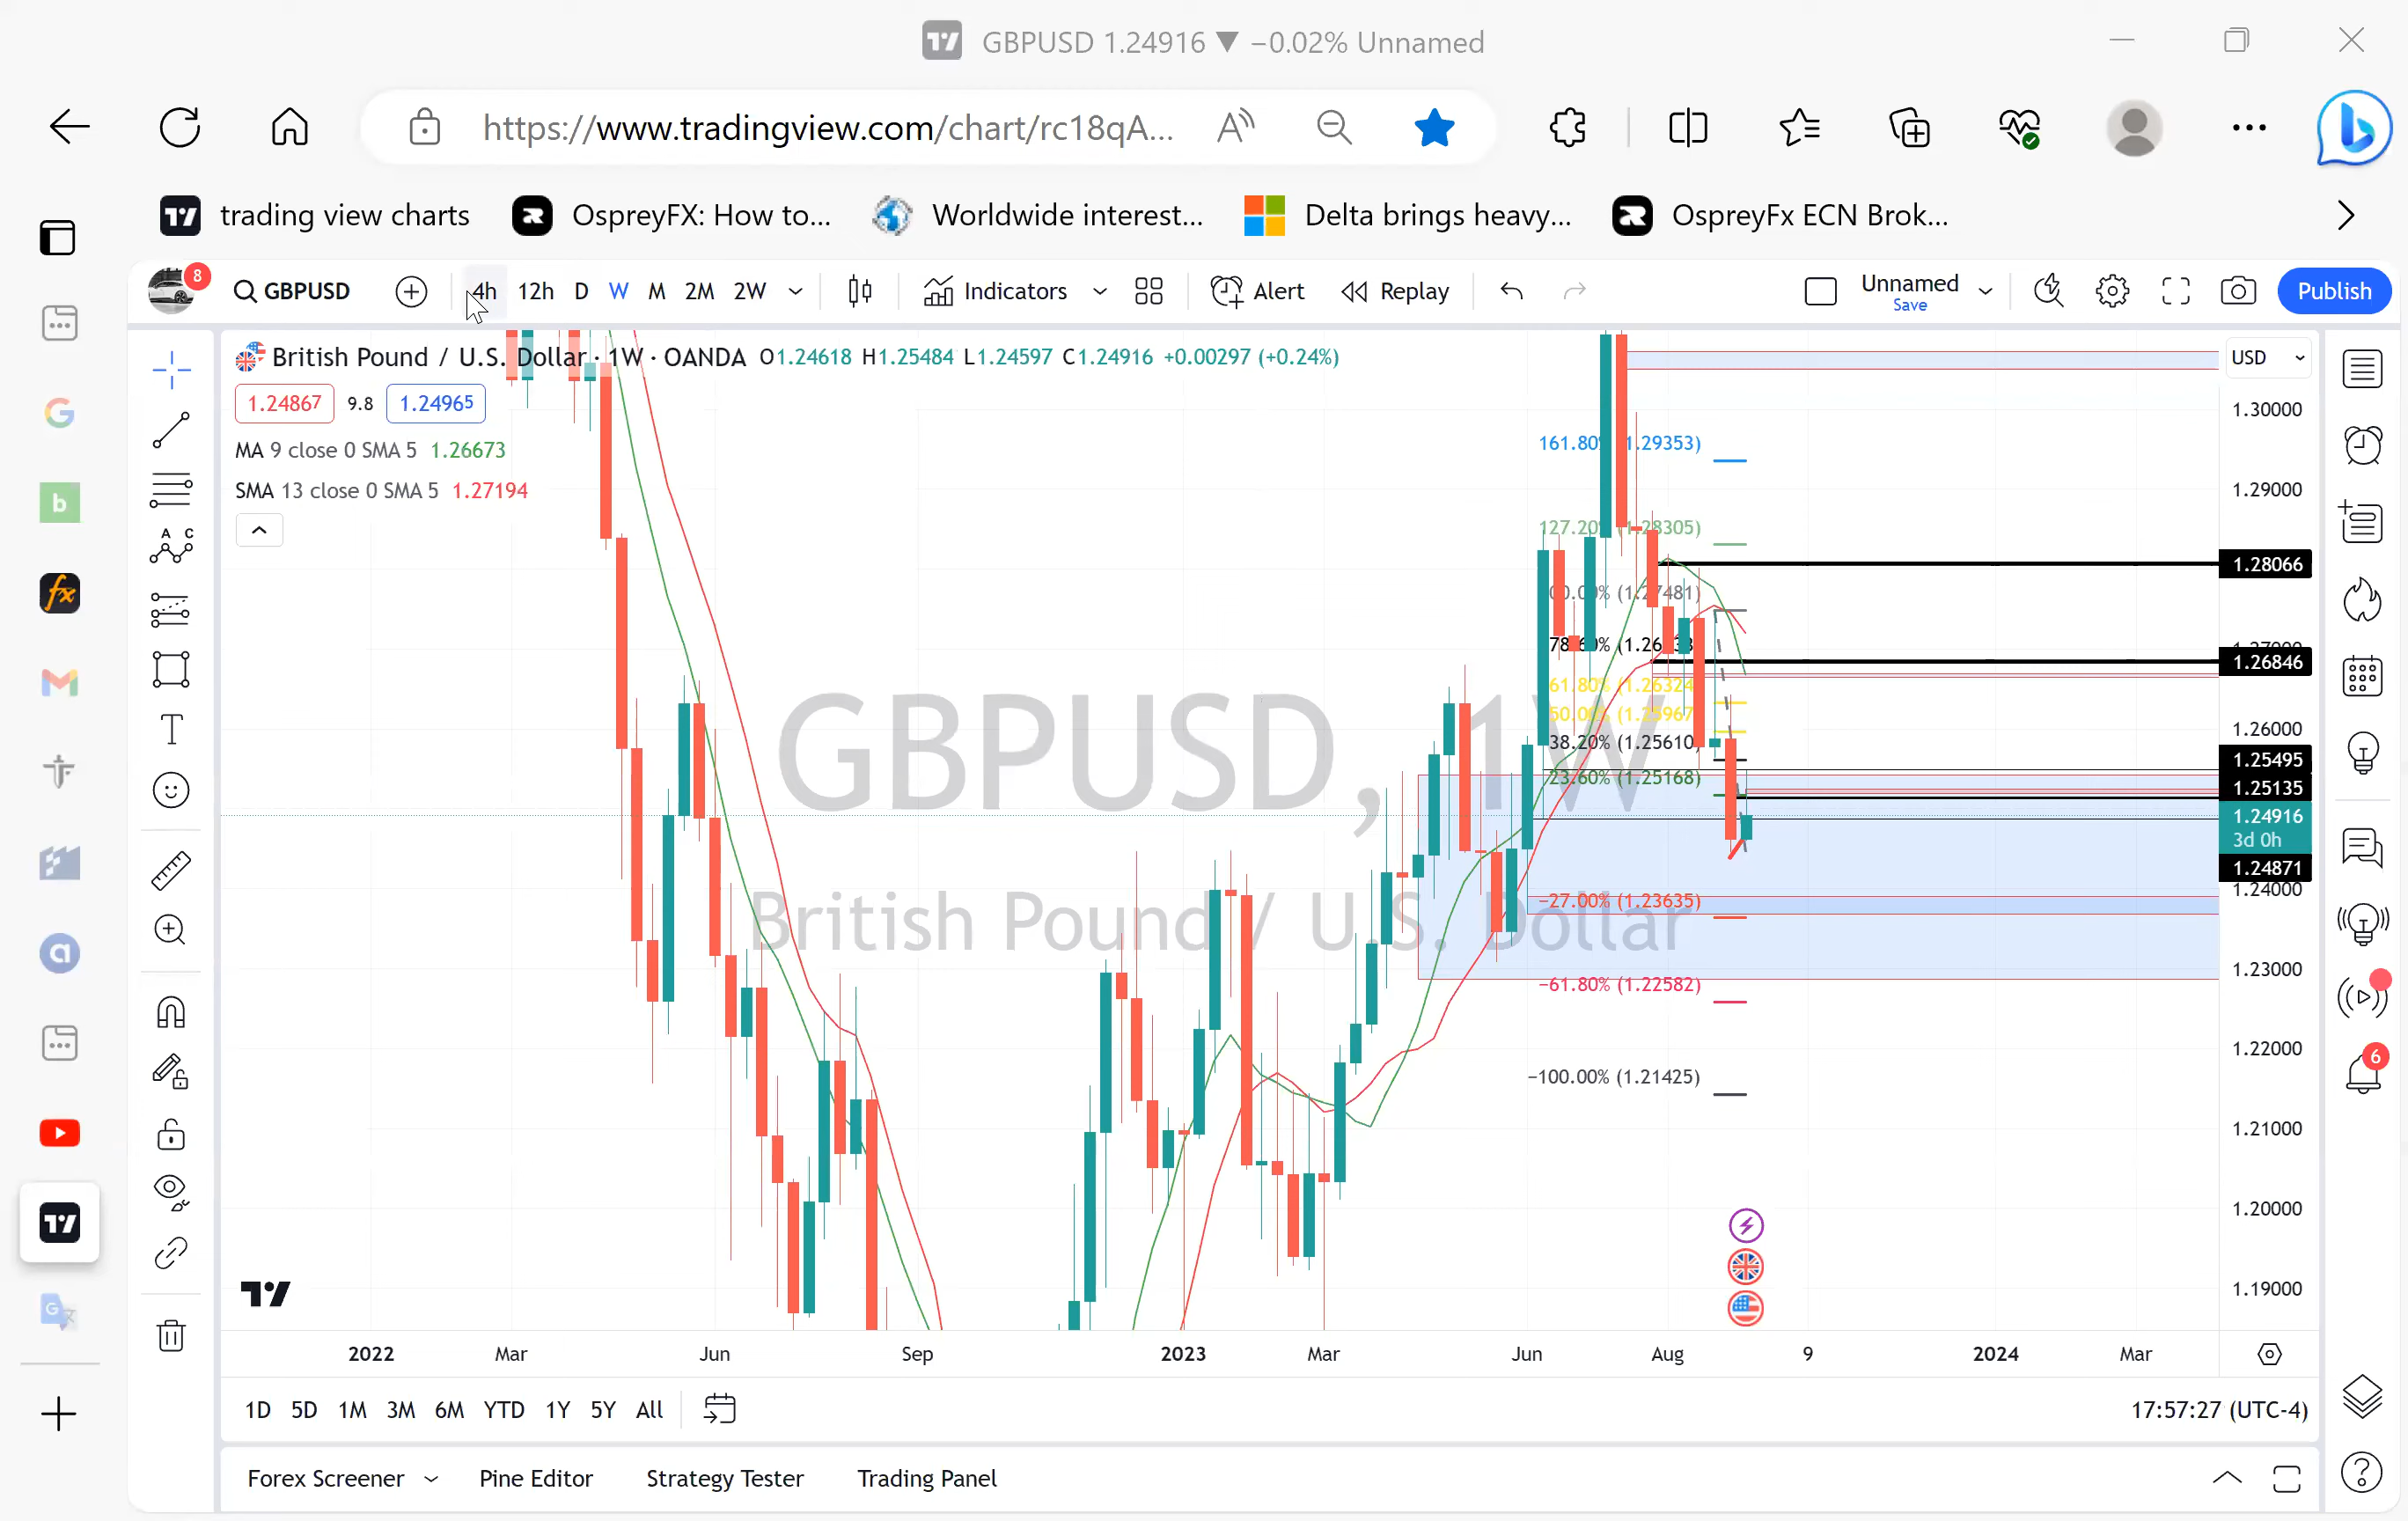 GBPUSD 1.24916 ▼ −0.02% Unnamed
https://www.tradingview.com/chart/rc18qA...
trading view charts
OspreyFX: How to...
Worldwide interest...
Delta brings heavy...
OspreyFx ECN Brok...
8
GBPUSD
4h 12h D W M 2M 2W
Indicators
Alert
Replay
Unnamed
Save
Publish
British Pound / U.S. Dollar · 1W · OANDA O1.24618 H1.25484 L1.24597 C1.24916 +0.00297 (+0.24%)
USD
1.24867 9.8 1.24965
MA 9 close 0 SMA 5 1.26673
SMA 13 close 0 SMA 5 1.27194
GBPUSD, 1W
British Pound / U.S. Dollar
38.20% (1.25610)
23.60% (1.25168)
−27.00% (1.23635)
−61.80% (1.22582)
−100.00% (1.21425)
1.30000
1.29000
1.28066
1.26846
1.26000
1.25495
1.25135
1.24916
3d 0h
1.24871
1.24000
1.23000
1.22000
1.21000
1.20000
1.19000
6
2022 Mar Jun Sep 2023 Mar Jun Aug 9 2024 Mar
1D 5D 1M 3M 6M YTD 1Y 5Y All
17:57:27 (UTC-4)
Forex Screener Pine Editor Strategy Tester Trading Panel